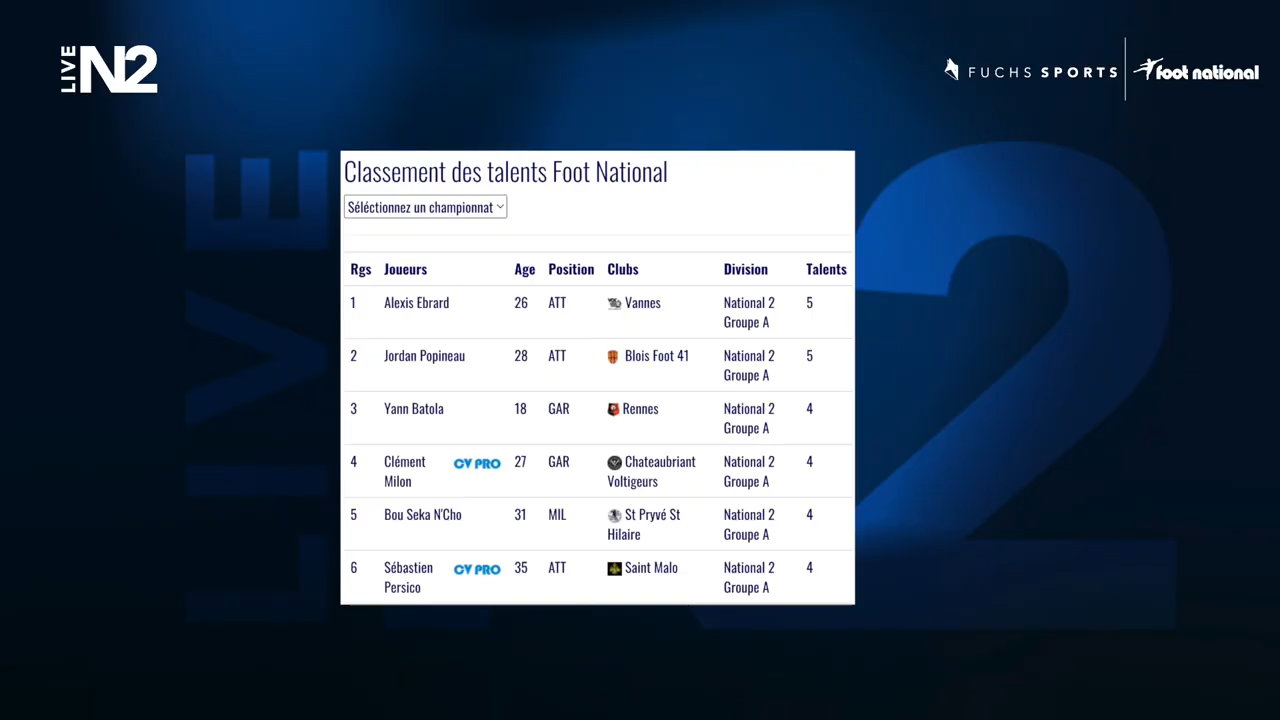 LIVE N2
FUCHS SPORTS
foot national
LIVE 2
Classement des talents Foot National
Séléctionnez un championnat
Rgs Joueurs Age Position Clubs Division Talents
1 Alexis Ebrard 26 ATT Vannes National 2 5
Groupe A
2 Jordan Popineau 28 ATT Blois Foot 41 National 2 5
Groupe A
3 Yann Batola 18 GAR Rennes National 2 4
Groupe A
4 Clément CV PRO 27 GAR Chateaubriant National 2 4
Milon Voltigeurs Groupe A
5 Bou Seka N'Cho 31 MIL St Pryvé St National 2 4
Hilaire Groupe A
6 Sébastien CV PRO 35 ATT Saint Malo National 2 4
Persico Groupe A